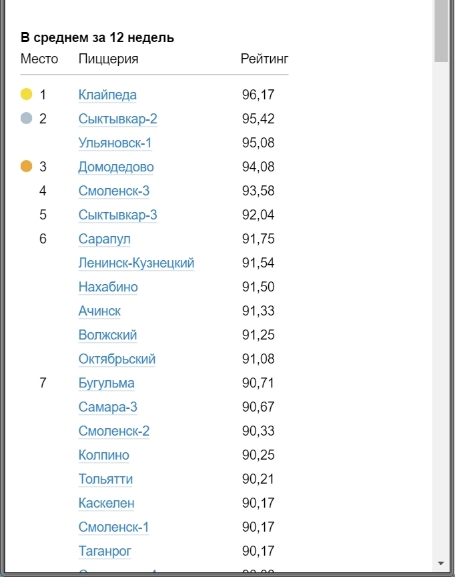 В среднем за 12 недель
Место Пиццерия Рейтинг
1 Клайпеда 96,17
2 Сыктывкар-2 95,42
Ульяновск-1 95,08
3 Домодедово 94,08
4 Смоленск-3 93,58
5 Сыктывкар-3 92,04
6 Сарапул 91,75
Ленинск-Кузнецкий 91,54
Нахабино 91,50
Ачинск 91,33
Волжский 91,25
Октябрьский 91,08
7 Бугульма 90,71
Самара-3 90,67
Смоленск-2 90,33
Колпино 90,25
Тольятти 90,21
Каскелен 90,17
Смоленск-1 90,17
Таганрог 90,17